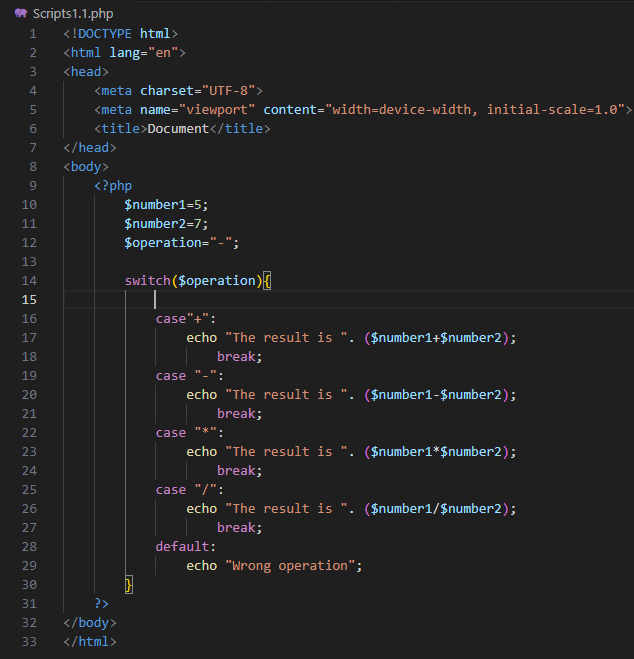 Scripts1.1.php
1 <!DOCTYPE html>
2 <html lang="en">
3 <head>
4     <meta charset="UTF-8">
5     <meta name="viewport" content="width=device-width, initial-scale=1.0">
6     <title>Document</title>
7 </head>
8 <body>
9     <?php
10         $number1=5;
11         $number2=7;
12         $operation="-";
13
14         switch($operation){
15
16             case"+":
17                 echo "The result is ". ($number1+$number2);
18                     break;
19             case "-":
20                 echo "The result is ". ($number1-$number2);
21                     break;
22             case "*":
23                 echo "The result is ". ($number1*$number2);
24                     break;
25             case "/":
26                 echo "The result is ". ($number1/$number2);
27                     break;
28             default:
29                 echo "Wrong operation";
30         }
31     ?>
32 </body>
33 </html>